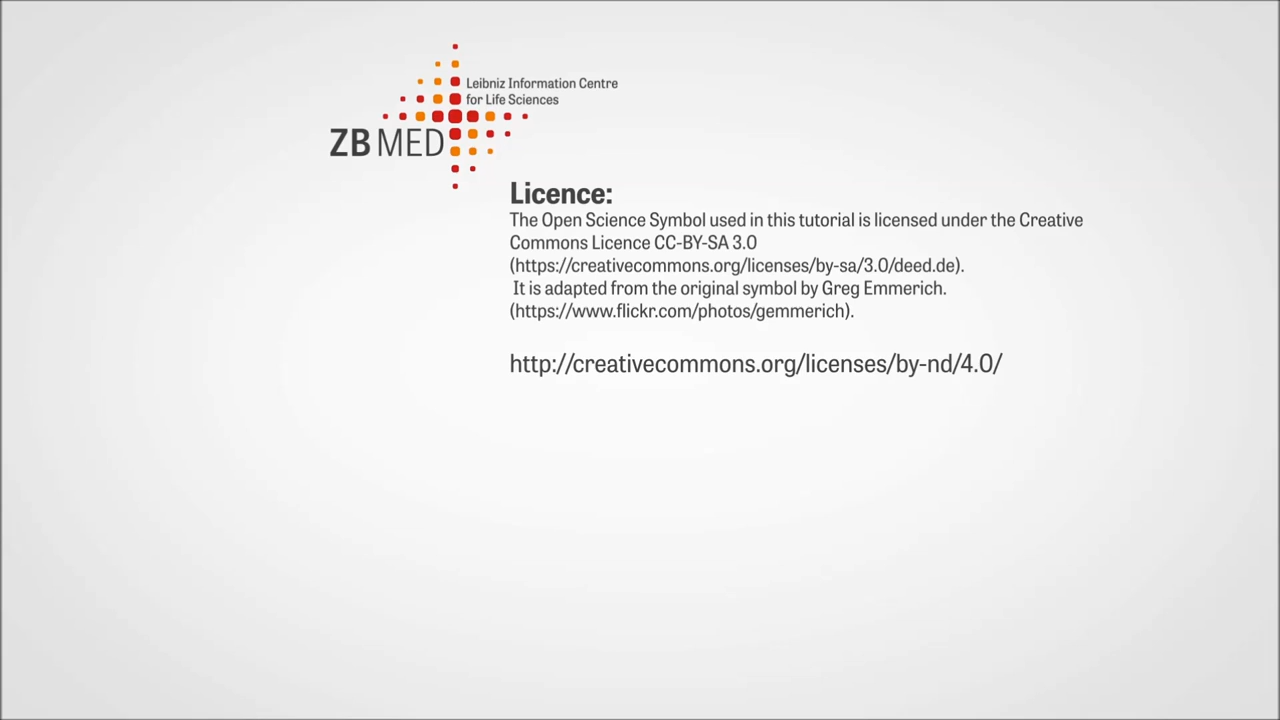 Leibniz Information Centre
for Life Sciences
ZB MED
Licence:
The Open Science Symbol used in this tutorial is licensed under the Creative
Commons Licence CC-BY-SA 3.0
(https://creativecommons.org/licenses/by-sa/3.0/deed.de).
It is adapted from the original symbol by Greg Emmerich.
(https://www.flickr.com/photos/gemmerich).
http://creativecommons.org/licenses/by-nd/4.0/